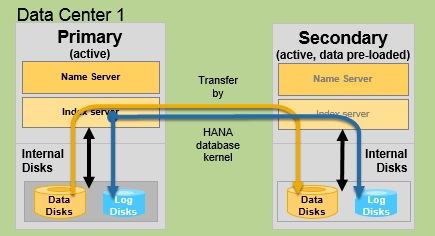 Data Center 1
Primary
(active)
Name Server
Index server
Internal
Disks
Data
Disks
Log
Disks
Transfer
by
HANA
database
kernel
Secondary
(active, data pre-loaded)
Name Server
Index server
Internal
Disks
Data
Disks
Log
Disks